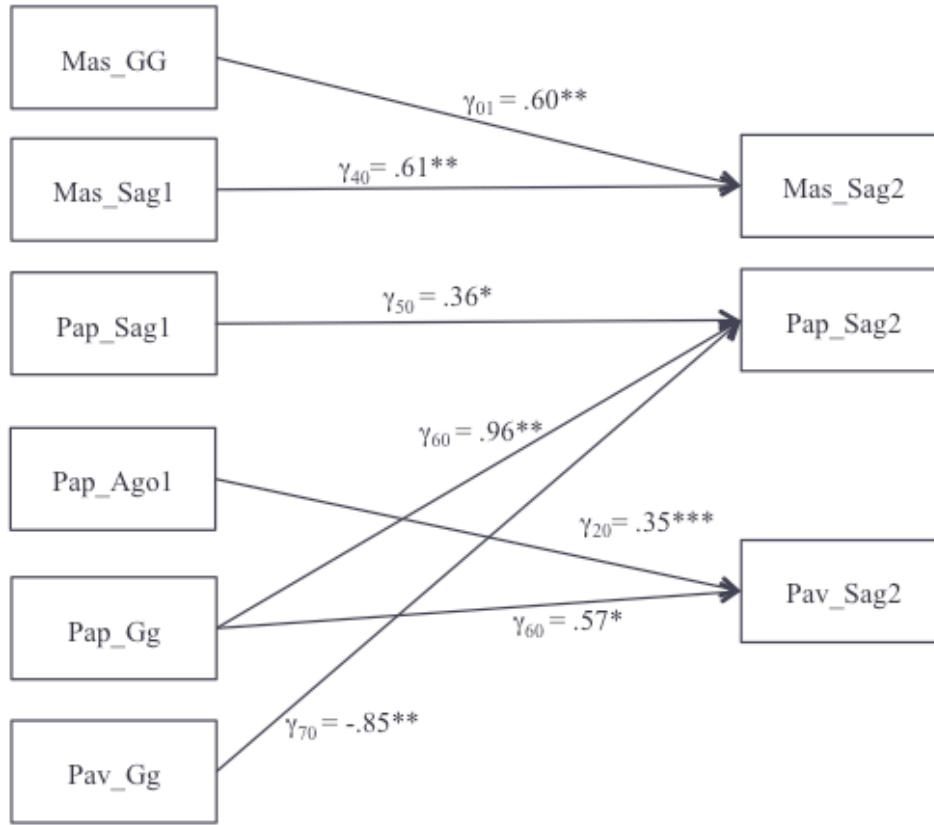 Mas_GG
γ01 = .60**
Mas_Sag1
γ40= .61**
Mas_Sag2
Pap_Sag1
γ50 = .36*
Pap_Sag2
γ60 = .96**
Pap_Ago1
γ20= .35***
Pav_Sag2
Pap_Gg
γ60 = .57*
γ70 = -.85**
Pav_Gg